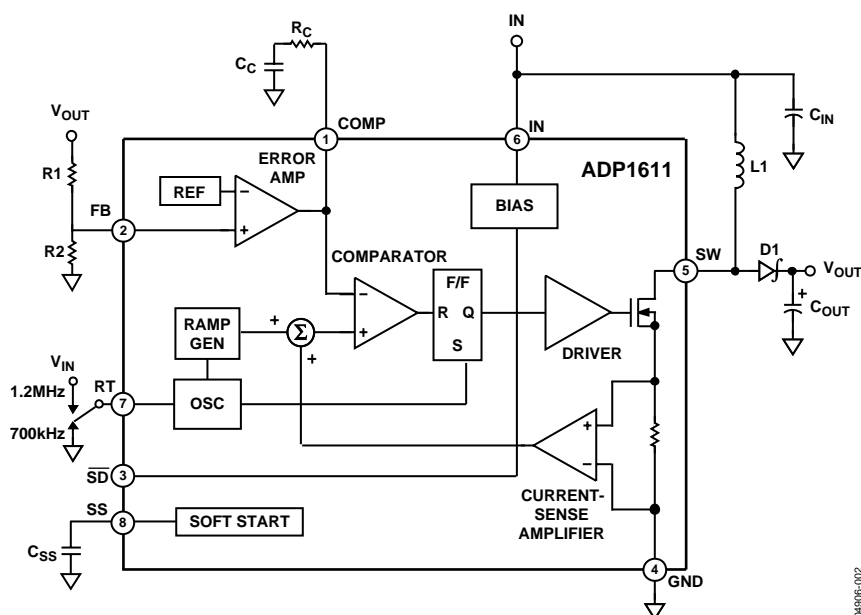 IN
RC
CC
VOUT
COMP
IN
CIN
1
6
ERROR
AMP
ADP1611
R1
L1
REF
−
BIAS
FB
2
+
R2
COMPARATOR
SW
D1
VOUT
5
F/F
−
+
COUT
RAMP
GEN
+
Σ
+
R
Q
S
+
DRIVER
VIN
1.2MHz
RT
7
OSC
700kHz
+
−
SD
3
CURRENT-
SENSE
AMPLIFIER
SS
8
SOFT START
CSS
4
GND
04906-002